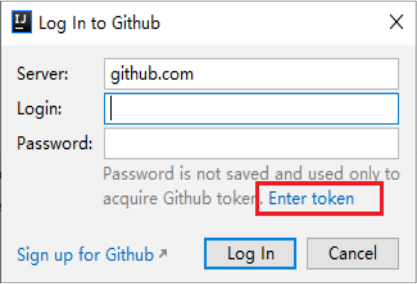 IJ Log In to Github
Server: github.com
Login:
Password:
Password is not saved and used only to
acquire Github token. Enter token
Sign up for Github Log In Cancel